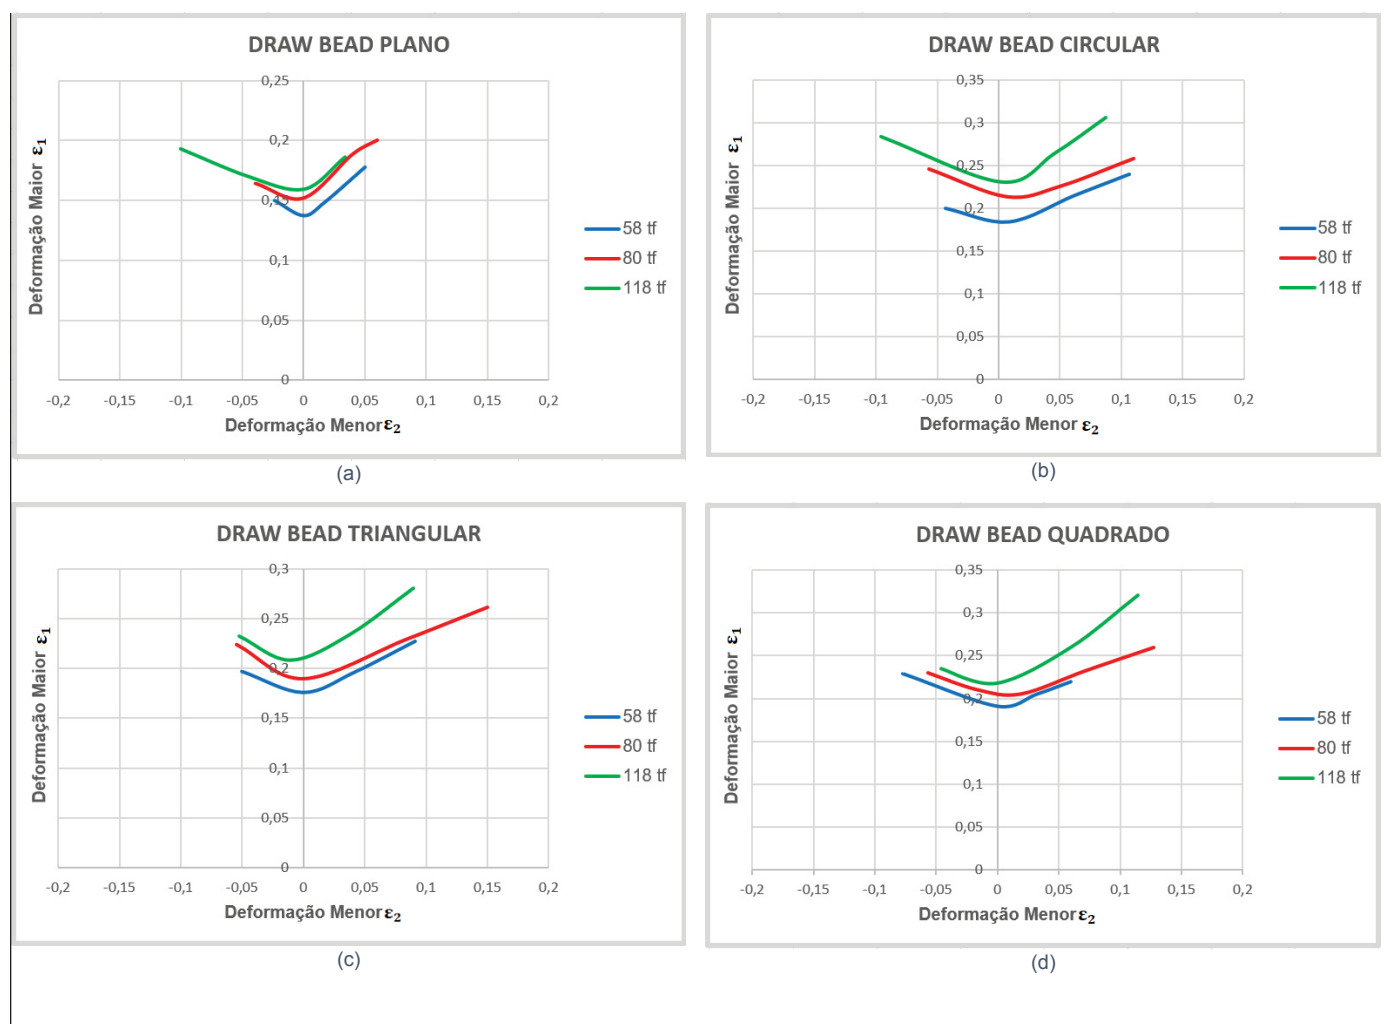 DRAW BEAD PLANO
0,25
0,2
0,15
0,1
0,05
0
-0,2 -0,15 -0,1 -0,05 0 0,05 0,1 0,15 0,2
Deformação Maior ε1
Deformação Menor ε2
58 tf
80 tf
118 tf
(a)
DRAW BEAD CIRCULAR
0,35
0,3
0,25
0,2
0,15
0,1
0,05
0
-0,2 -0,15 -0,1 -0,05 0 0,05 0,1 0,15 0,2
Deformação Maior ε1
Deformação Menor ε2
58 tf
80 tf
118 tf
(b)
DRAW BEAD TRIANGULAR
0,3
0,25
0,2
0,15
0,1
0,05
0
-0,2 -0,15 -0,1 -0,05 0 0,05 0,1 0,15 0,2
Deformação Maior ε1
Deformação Menor ε2
58 tf
80 tf
118 tf
(c)
DRAW BEAD QUADRADO
0,35
0,3
0,25
0,2
0,15
0,1
0,05
0
-0,2 -0,15 -0,1 -0,05 0 0,05 0,1 0,15 0,2
Deformação Maior ε1
Deformação Menor ε2
58 tf
80 tf
118 tf
(d)